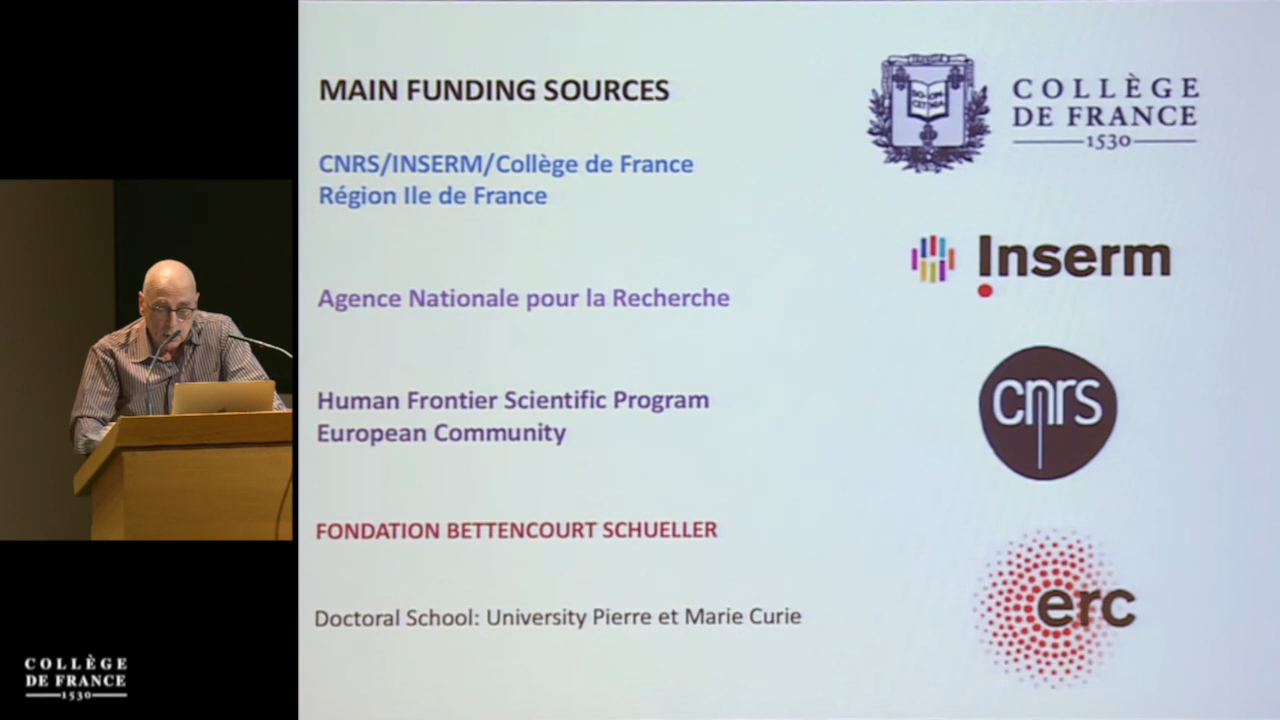 MAIN FUNDING SOURCES
CNRS/INSERM/Collège de France
Région Ile de France
Agence Nationale pour la Recherche
Human Frontier Scientific Program
European Community
FONDATION BETTENCOURT SCHUELLER
Doctoral School: University Pierre et Marie Curie
COLLÈGE
DE FRANCE
1530
Inserm
cnrs
erc
COLLÈGE
DE FRANCE
1530